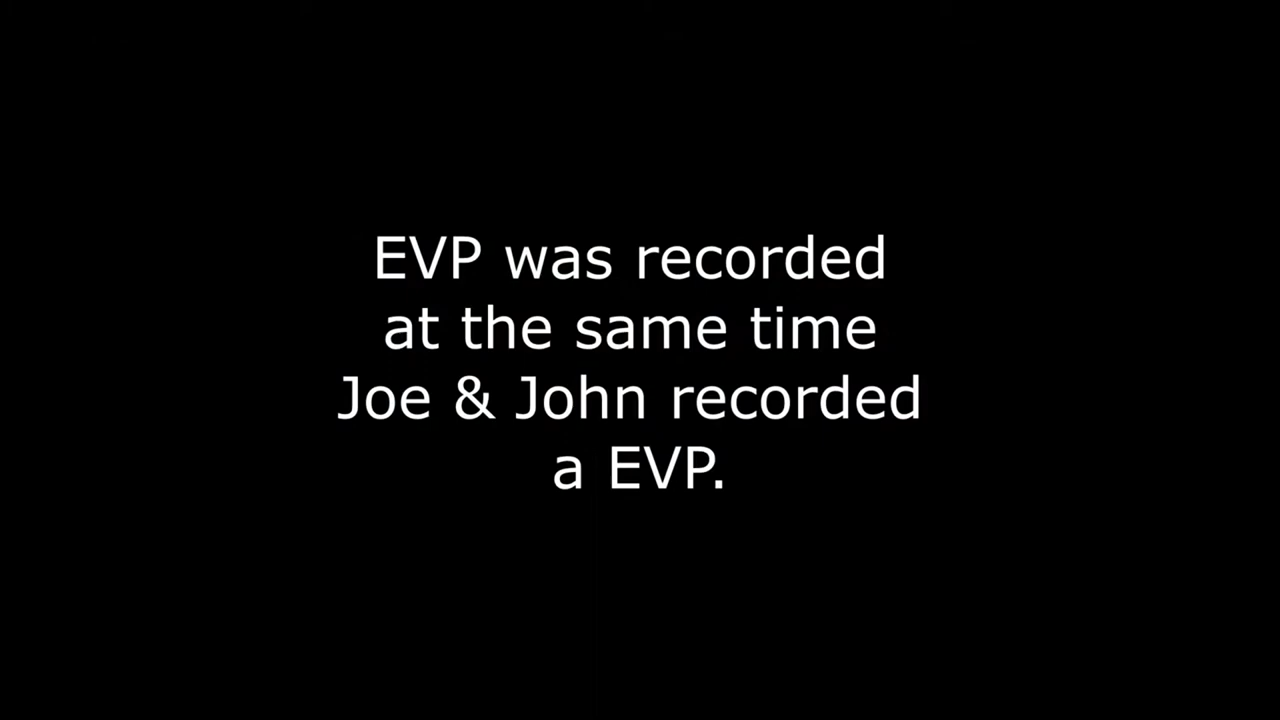 EVP was recorded
at the same time
Joe & John recorded
a EVP.